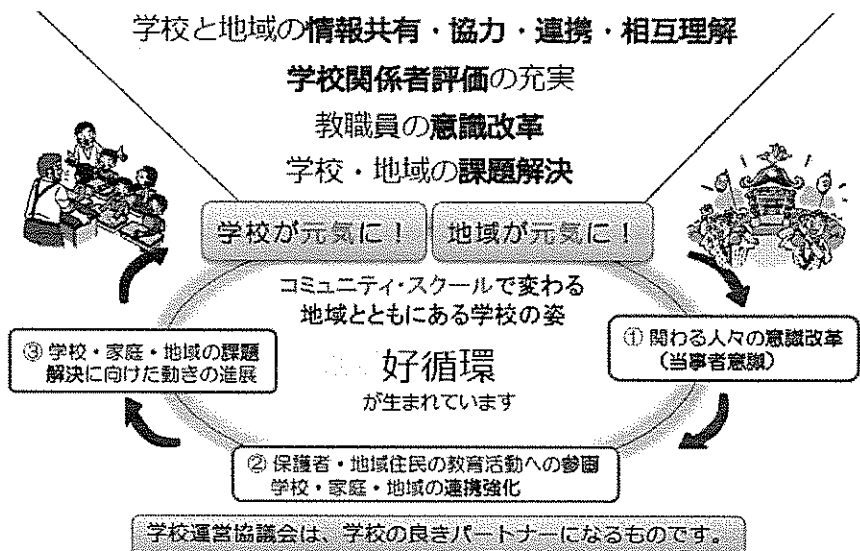 学校と地域の情報共有・協力・連携・相互理解
学校関係者評価の充実
教職員の意識改革
学校・地域の課題解決
学校が元気に！
地域が元気に！
コミュニティ・スクールで変わる
地域とともにある学校の姿
好循環
が生まれています
① 関わる人々の意識改革
（当事者意識）
② 保護者・地域住民の教育活動への参画
学校・家庭・地域の連携強化
③ 学校・家庭・地域の課題
解決に向けた動きの進展
学校運営協議会は、学校の良きパートナーになるものです。